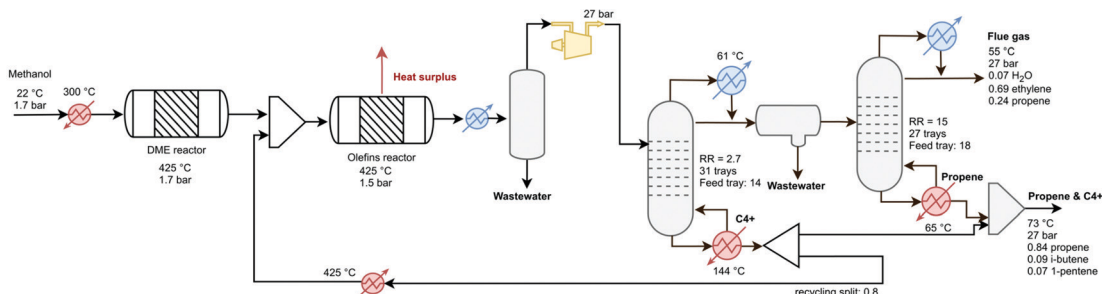 Methanol
22 °C
1.7 bar
300 °C
DME reactor
425 °C
1.7 bar
Heat surplus
Olefins reactor
425 °C
1.5 bar
27 bar
Wastewater
61 °C
RR = 2.7
31 trays
Feed tray: 14
C4+
144 °C
Wastewater
RR = 15
27 trays
Feed tray: 18
Flue gas
55 °C
27 bar
0.07 H₂O
0.69 ethylene
0.24 propene
Propene
65 °C
Propene & C4+
73 °C
27 bar
0.84 propene
0.09 i-butene
0.07 1-pentene
425 °C
recycling split: 0.8